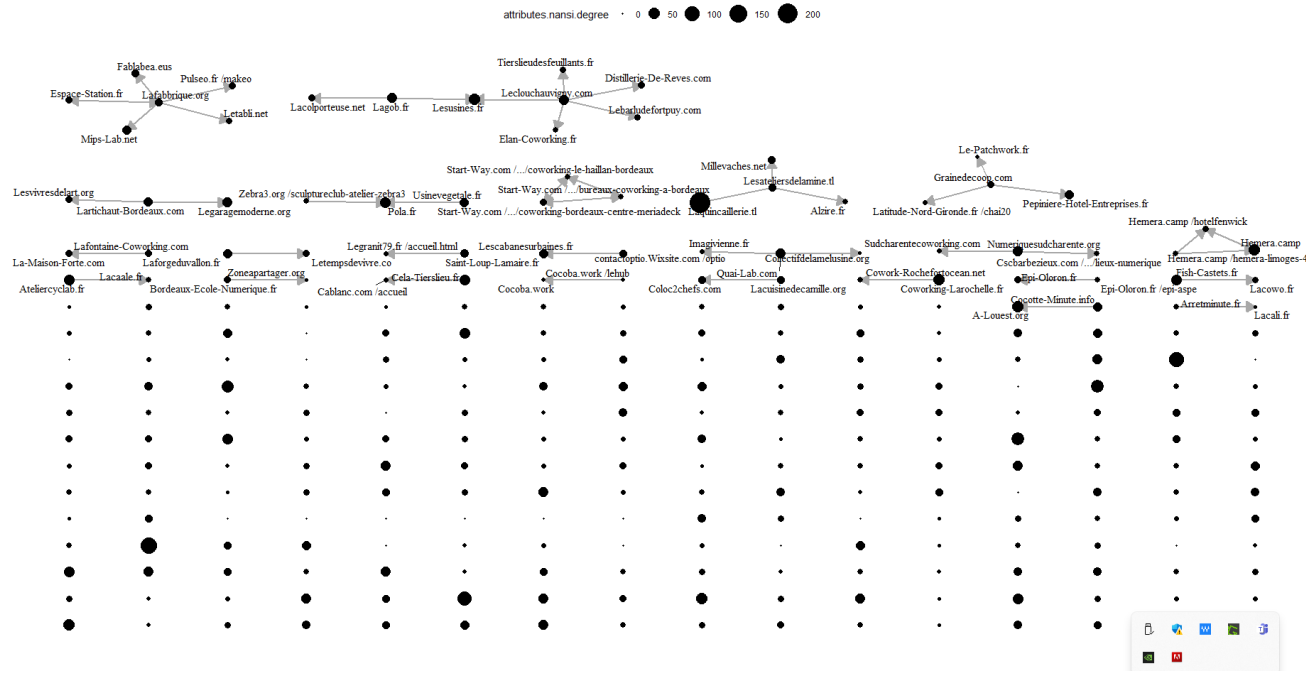 attributes.nansi.degree 0 50 100 150 200
Tierslieudesfeuillants.fr
Fablabea.eus
Pulseo.fr /makeo
Distillerie-De-Reves.com
Espace-Station.fr
Lafabbrique.org
Leclouchauvigny.com
Lacolporteuse.net
Lagob.fr
Lesusines.fr
Letabli.net
Lebarludefortpuy.com
Mips-Lab.net
Elan-Coworking.fr
Le-Patchwork.fr
Millevaches.net
Start-Way.com /.../coworking-le-haillan-bordeaux
Grainedecoop.com
Lesateliersdelamine.tl
Lesvivresdelart.org
Zebra3.org /sculptureclub-atelier-zebra3
Usinevegetale.fr
Start-Way.com /.../bureaux-coworking-a-bordeaux
Pepiniere-Hotel-Entreprises.fr
Lartichaut-Bordeaux.com
Legaragemoderne.org
Pola.fr
Start-Way.com /.../coworking-bordeaux-centre-meriadeck
Laquincaillerie.tl
Alzire.fr
Latitude-Nord-Gironde.fr /chai20
Hemera.camp /hotelfenwick
Lafontaine-Coworking.com
Legranit79.fr /accueil.html
Lescabanesurbaines.fr
Imagivienne.fr
Sudcharentecoworking.com
Numeriquesudcharente.org
Hemera.camp
La-Maison-Forte.com
Laforgeduvallon.fr
Letempsdevivre.co
Saint-Loup-Lamaire.fr
contactoptio.Wixsite.com /optio
Collectifdelamelusine.org
Cscbarbezieux.com /.../lieux-numerique
Hemera.camp /hemera-limoges-4
Lacaale.fr
Zoneapartager.org
Cela-Tierslieu.fr
Cocoba.work /lehub
Quai-Lab.com
Cowork-Rochefortocean.net
Epi-Oloron.fr
Fish-Castets.fr
Ateliercyclab.fr
Bordeaux-Ecole-Numerique.fr
Cablanc.com /accueil
Cocoba.work
Coloc2chefs.com
Lacuisinedecamille.org
Coworking-Larochelle.fr
Epi-Oloron.fr /epi-aspe
Lacowo.fr
Cocotte-Minute.info
Arretminute.fr
A-Louest.org
Lacali.fr